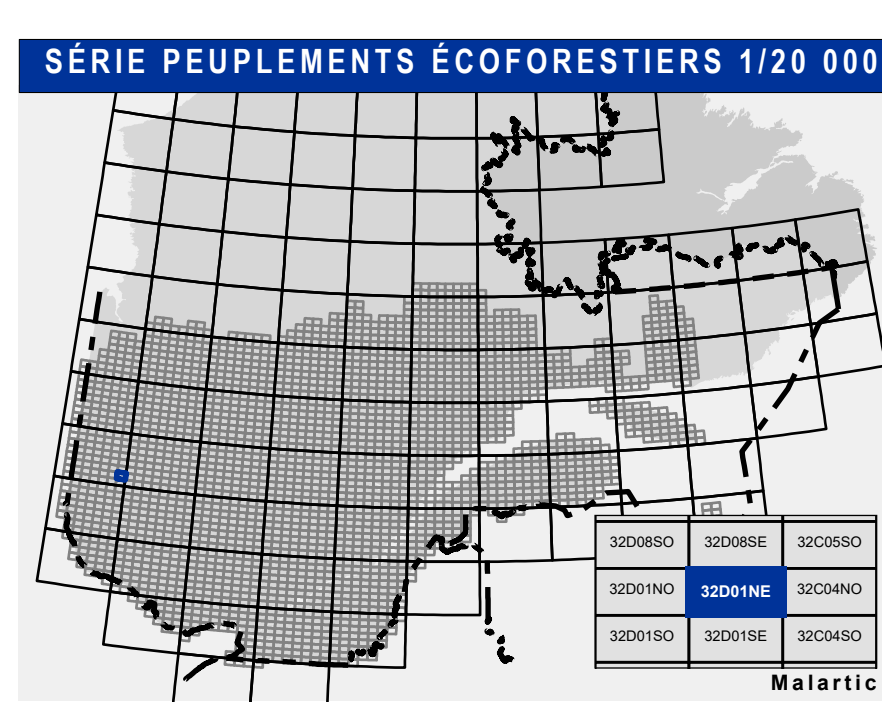 SÉRIE PEUPLEMENTS ÉCOFORESTIERS 1/20 000
32D08SO 32D08SE 32C05SO
32D01NO 32D01NE 32C04NO
32D01SO 32D01SE 32C04SO
Malartic